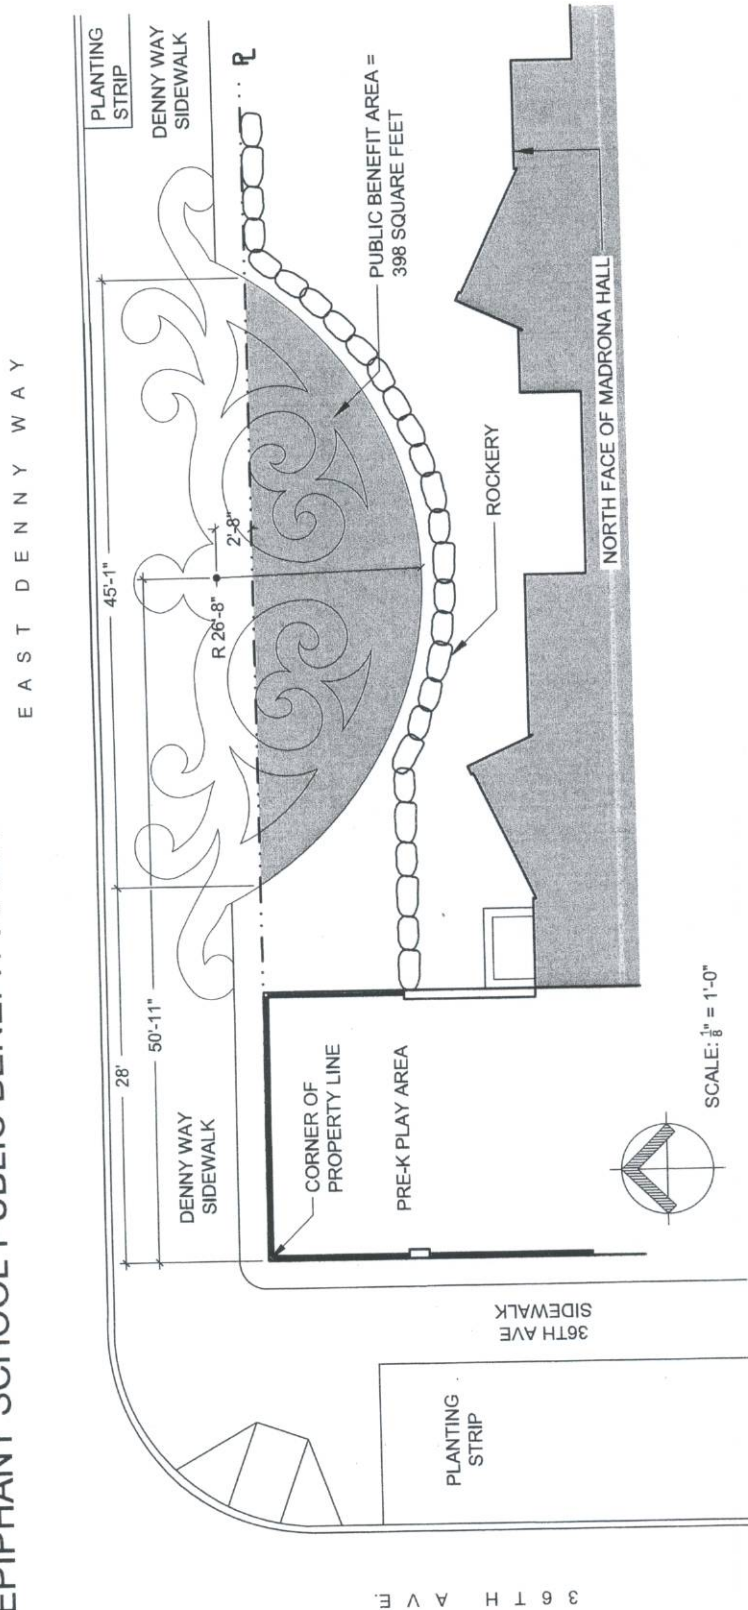 EPIPHANY SCHOOL PUBLIC
EAST DENNY WAY
PLANTING
STRIP
DENNY WAY
SIDEWALK
45'-1"
28'
50'-11"
R 26'-8"
2'-8"
PL
PUBLIC BENEFIT AREA =
398 SQUARE FEET
DENNY WAY
SIDEWALK
CORNER OF
PROPERTY LINE
PRE-K PLAY AREA
ROCKERY
NORTH FACE OF MADRONA HALL
36TH AVE
SIDEWALK
PLANTING
STRIP
SCALE: 1/8" = 1'-0"
36TH AVE.